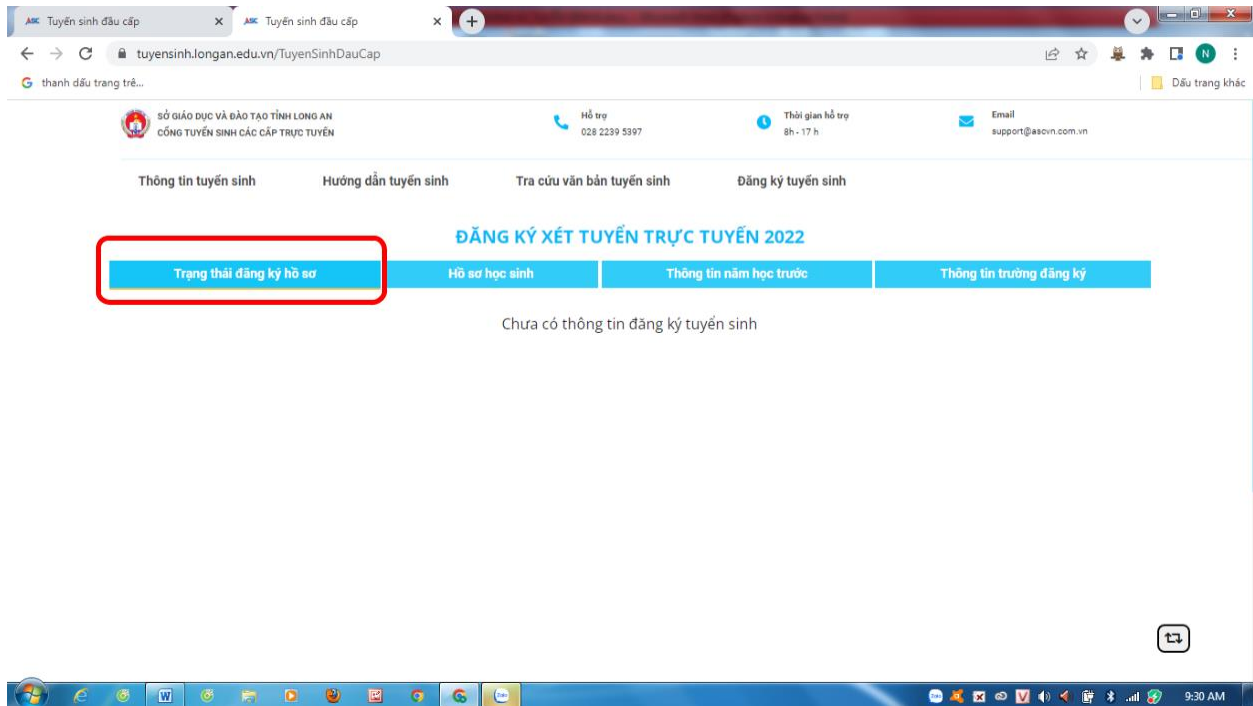 ASC Tuyển sinh đầu cấp
ASC Tuyển sinh đầu cấp
tuyensinh.longan.edu.vn/TuyenSinhDauCap
N
G thanh dấu trang trê...
Dấu trang khác
SỞ GIÁO DỤC VÀ ĐÀO TẠO TỈNH LONG AN
CỔNG TUYỂN SINH CÁC CẤP TRỰC TUYẾN
Hỗ trợ
028 2239 5397
Thời gian hỗ trợ
8h - 17 h
Email
support@ascvn.com.vn
Thông tin tuyển sinh
Hướng dẫn tuyển sinh
Tra cứu văn bản tuyển sinh
Đăng ký tuyển sinh
ĐĂNG KÝ XÉT TUYỂN TRỰC TUYẾN 2022
Trạng thái đăng ký hồ sơ
Hồ sơ học sinh
Thông tin năm học trước
Thông tin trường đăng ký
Chưa có thông tin đăng ký tuyển sinh
W
Zalo
V
9:30 AM